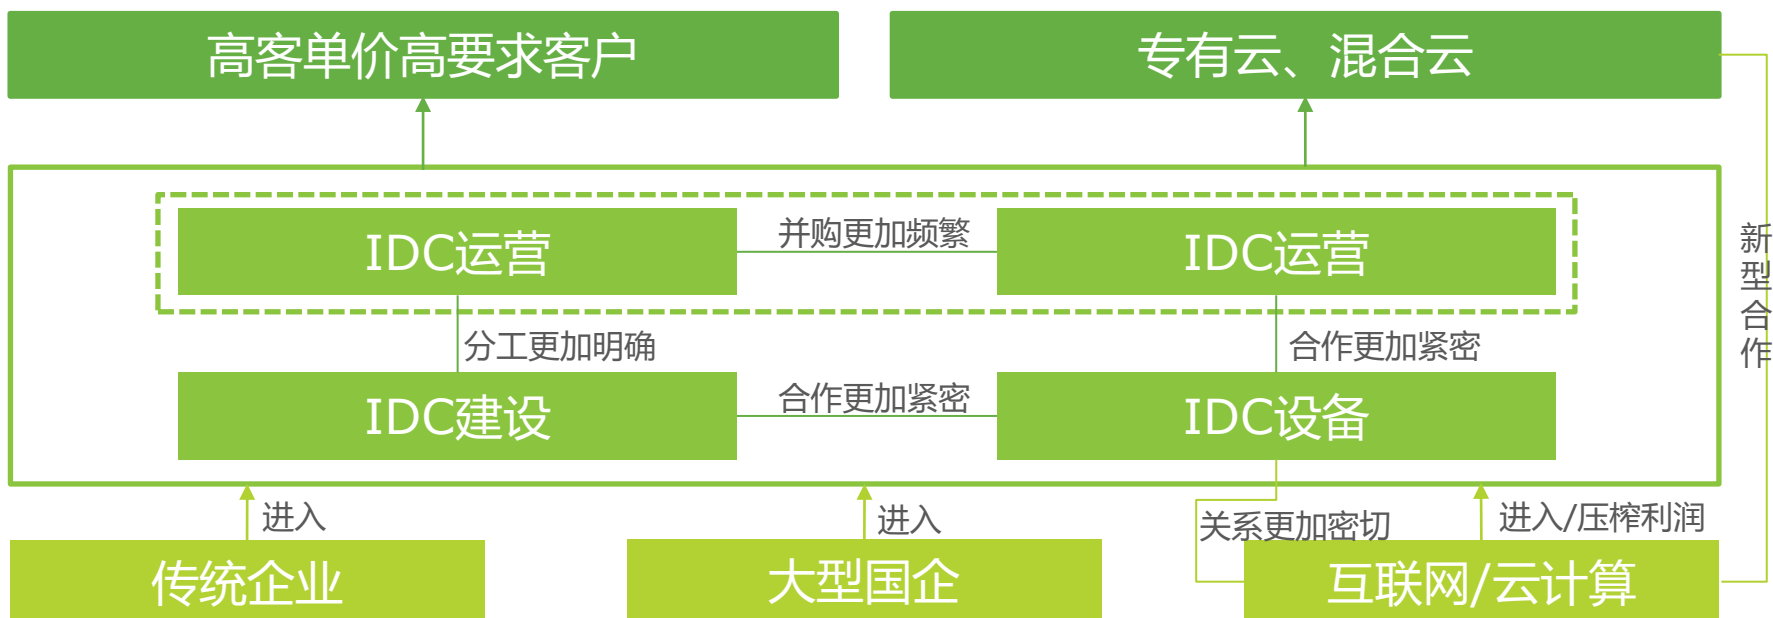 高客单价高要求客户
专有云、混合云
IDC运营
并购更加频繁
IDC运营
新型合作
分工更加明确
合作更加紧密
IDC建设
合作更加紧密
IDC设备
进入
进入
关系更加密切
进入/压榨利润
传统企业
大型国企
互联网/云计算